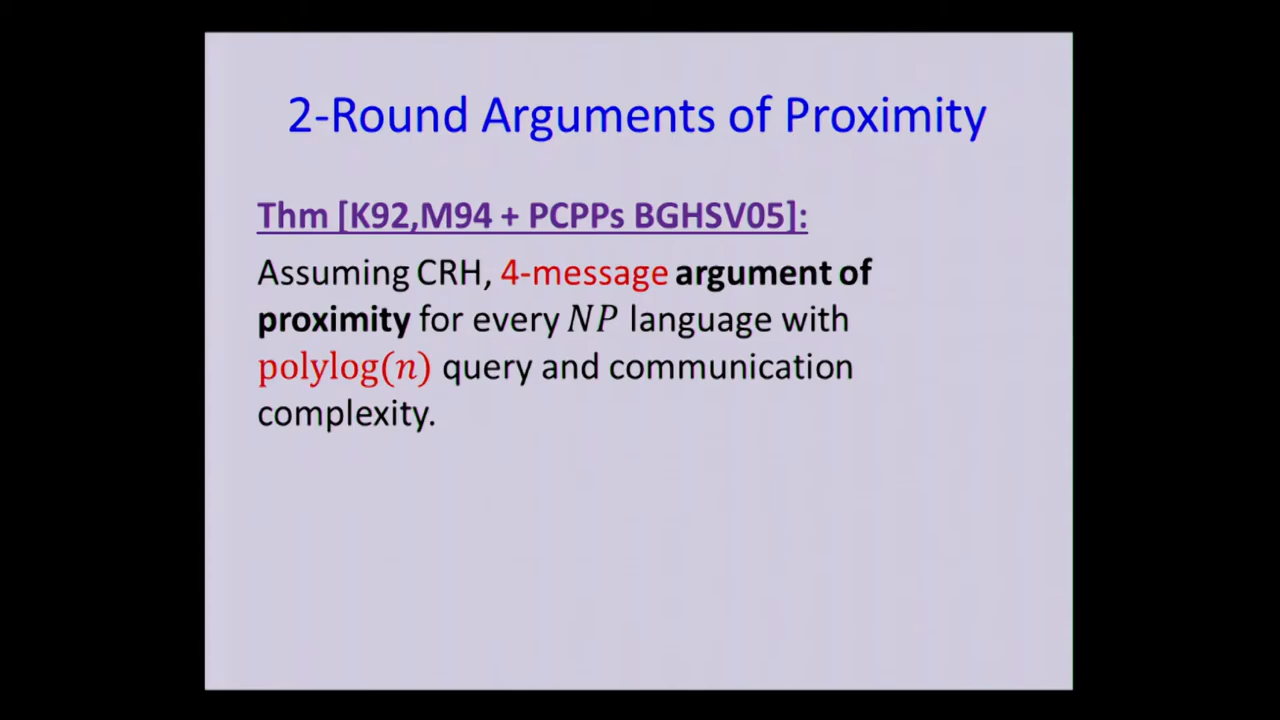 2-Round Arguments of Proximity
Thm [K92,M94 + PCPPs BGHSV05]:
Assuming CRH, 4-message argument of
proximity for every NP language with
polylog(n) query and communication
complexity.